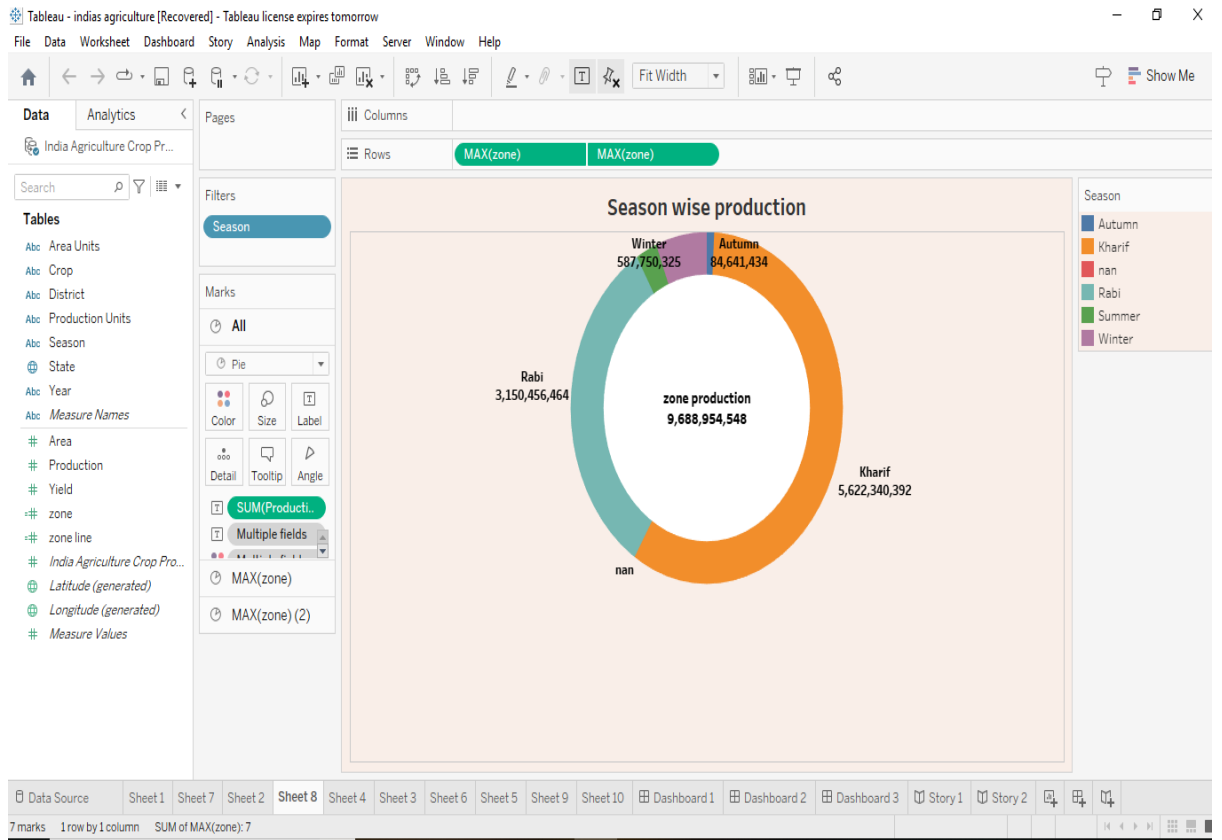 Tableau - indias agriculture [Recovered] - Tableau license expires tomorrow
File Data Worksheet Dashboard Story Analysis Map Format Server Window Help
Fit Width
Show Me
Data Analytics
India Agriculture Crop Pr...
Search
Tables
Abc Area Units
Abc Crop
Abc District
Abc Production Units
Abc Season
State
Abc Year
Abc Measure Names
# Area
# Production
# Yield
=# zone
=# zone line
# India Agriculture Crop Pro...
Latitude (generated)
Longitude (generated)
# Measure Values
Pages
Filters
Season
Marks
All
Pie
Color Size Label
Detail Tooltip Angle
SUM(Producti..
Multiple fields
MAX(zone)
MAX(zone) (2)
Columns
Rows MAX(zone) MAX(zone)
Season wise production
Winter
587,750,325
Autumn
84,641,434
Rabi
3,150,456,464
zone production
9,688,954,548
Kharif
5,622,340,392
nan
Season
Autumn
Kharif
nan
Rabi
Summer
Winter
Data Source Sheet 1 Sheet 7 Sheet 2 Sheet 8 Sheet 4 Sheet 3 Sheet 6 Sheet 5 Sheet 9 Sheet 10 Dashboard 1 Dashboard 2 Dashboard 3 Story 1 Story 2
7 marks 1 row by 1 column SUM of MAX(zone): 7